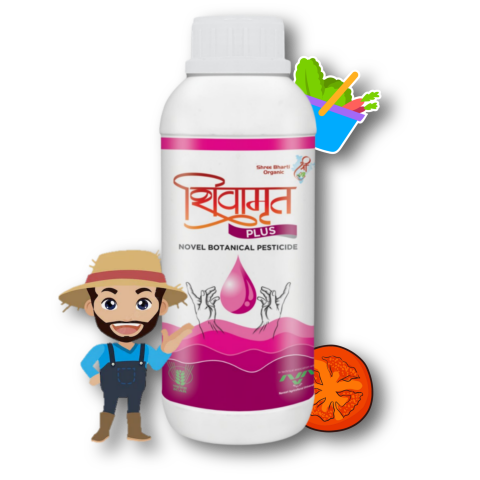 Shree Bharti
Organic
शिवामृत
PLUS
NOVEL BOTANICAL PESTICIDE